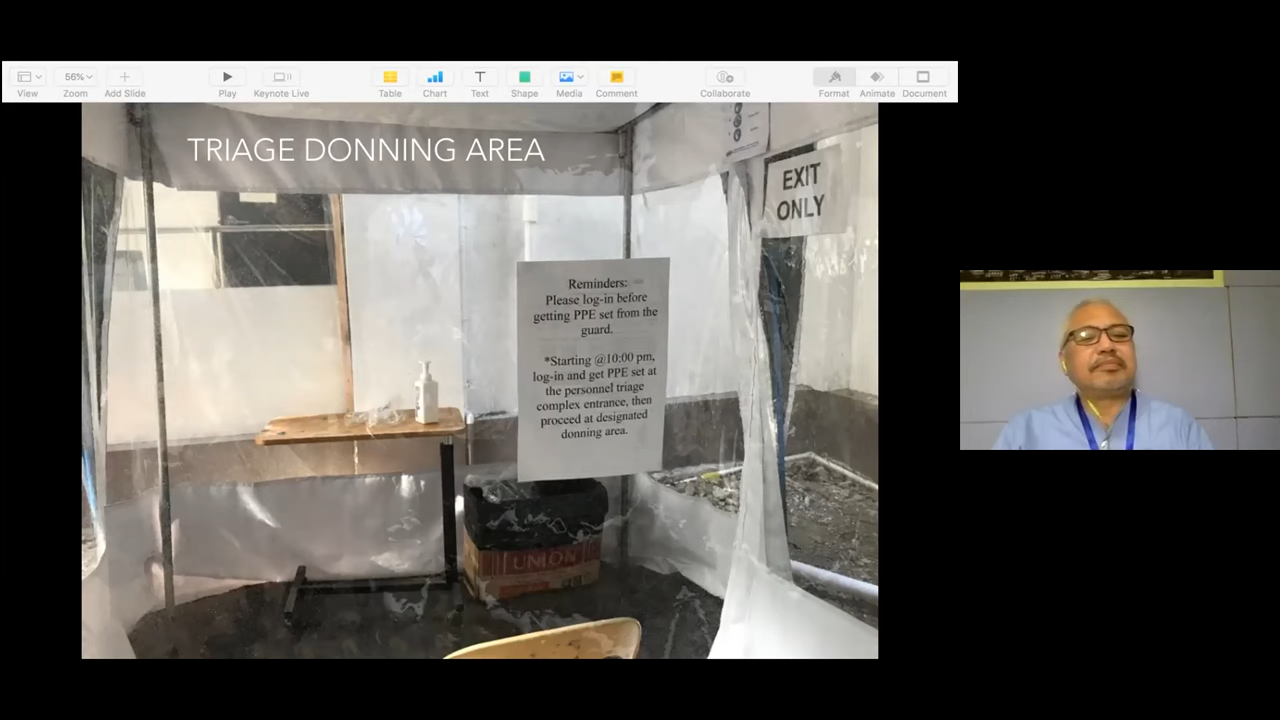 56%
View
Zoom
Add Slide
Play
Keynote Live
Table
Chart
Text
Shape
Media
Comment
Collaborate
Format
Animate
Document
TRIAGE DONNING AREA
EXIT
ONLY
Reminders:
Please log-in before
getting PPE set from the
guard.
*Starting @10:00 pm,
log-in and get PPE set at
the personnel triage
complex entrance, then
proceed at designated
donning area.
UNION